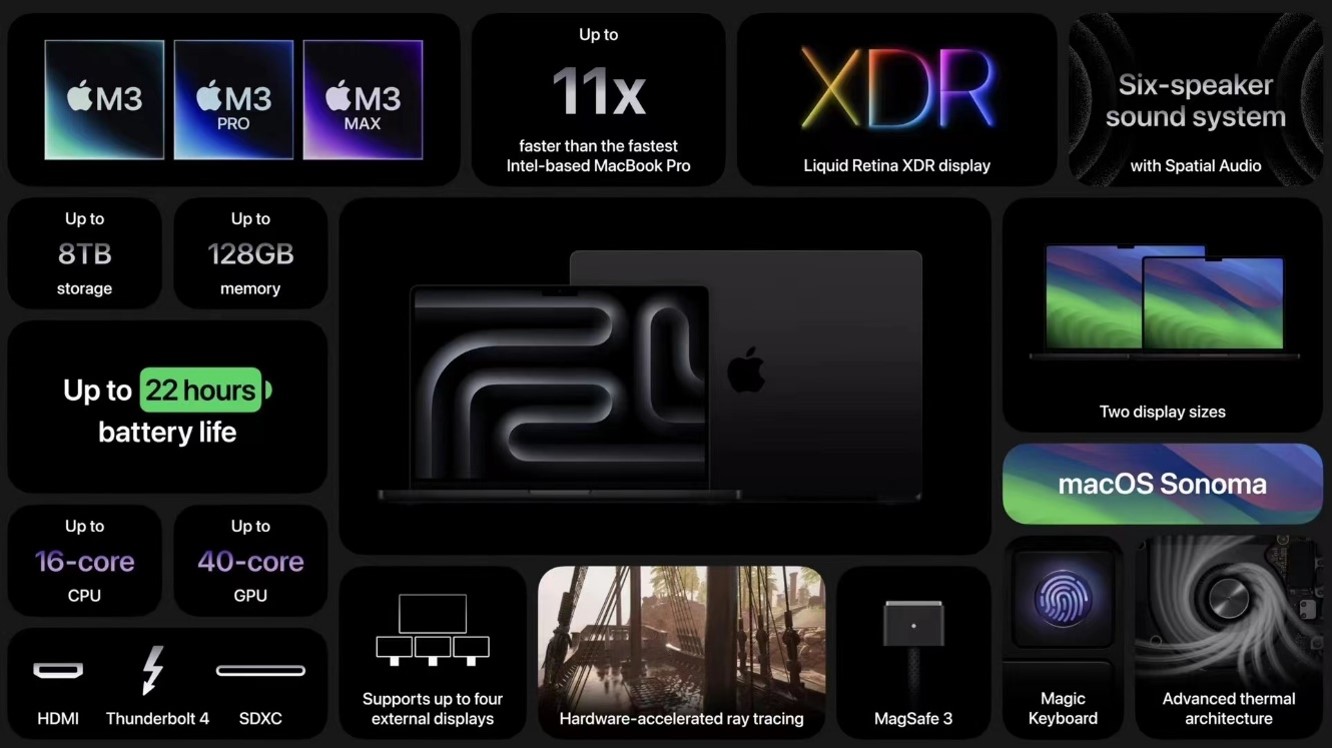 M3
M3
PRO
M3
MAX
Up to
11x
faster than the fastest
Intel-based MacBook Pro
XDR
Liquid Retina XDR display
Six-speaker
sound system
with Spatial Audio
Up to
8TB
storage
Up to
128GB
memory
Two display sizes
Up to 22 hours
battery life
macOS Sonoma
Up to
16-core
CPU
Up to
40-core
GPU
HDMI
Thunderbolt 4
SDXC
Supports up to four
external displays
Hardware-accelerated ray tracing
MagSafe 3
Magic
Keyboard
Advanced thermal
architecture